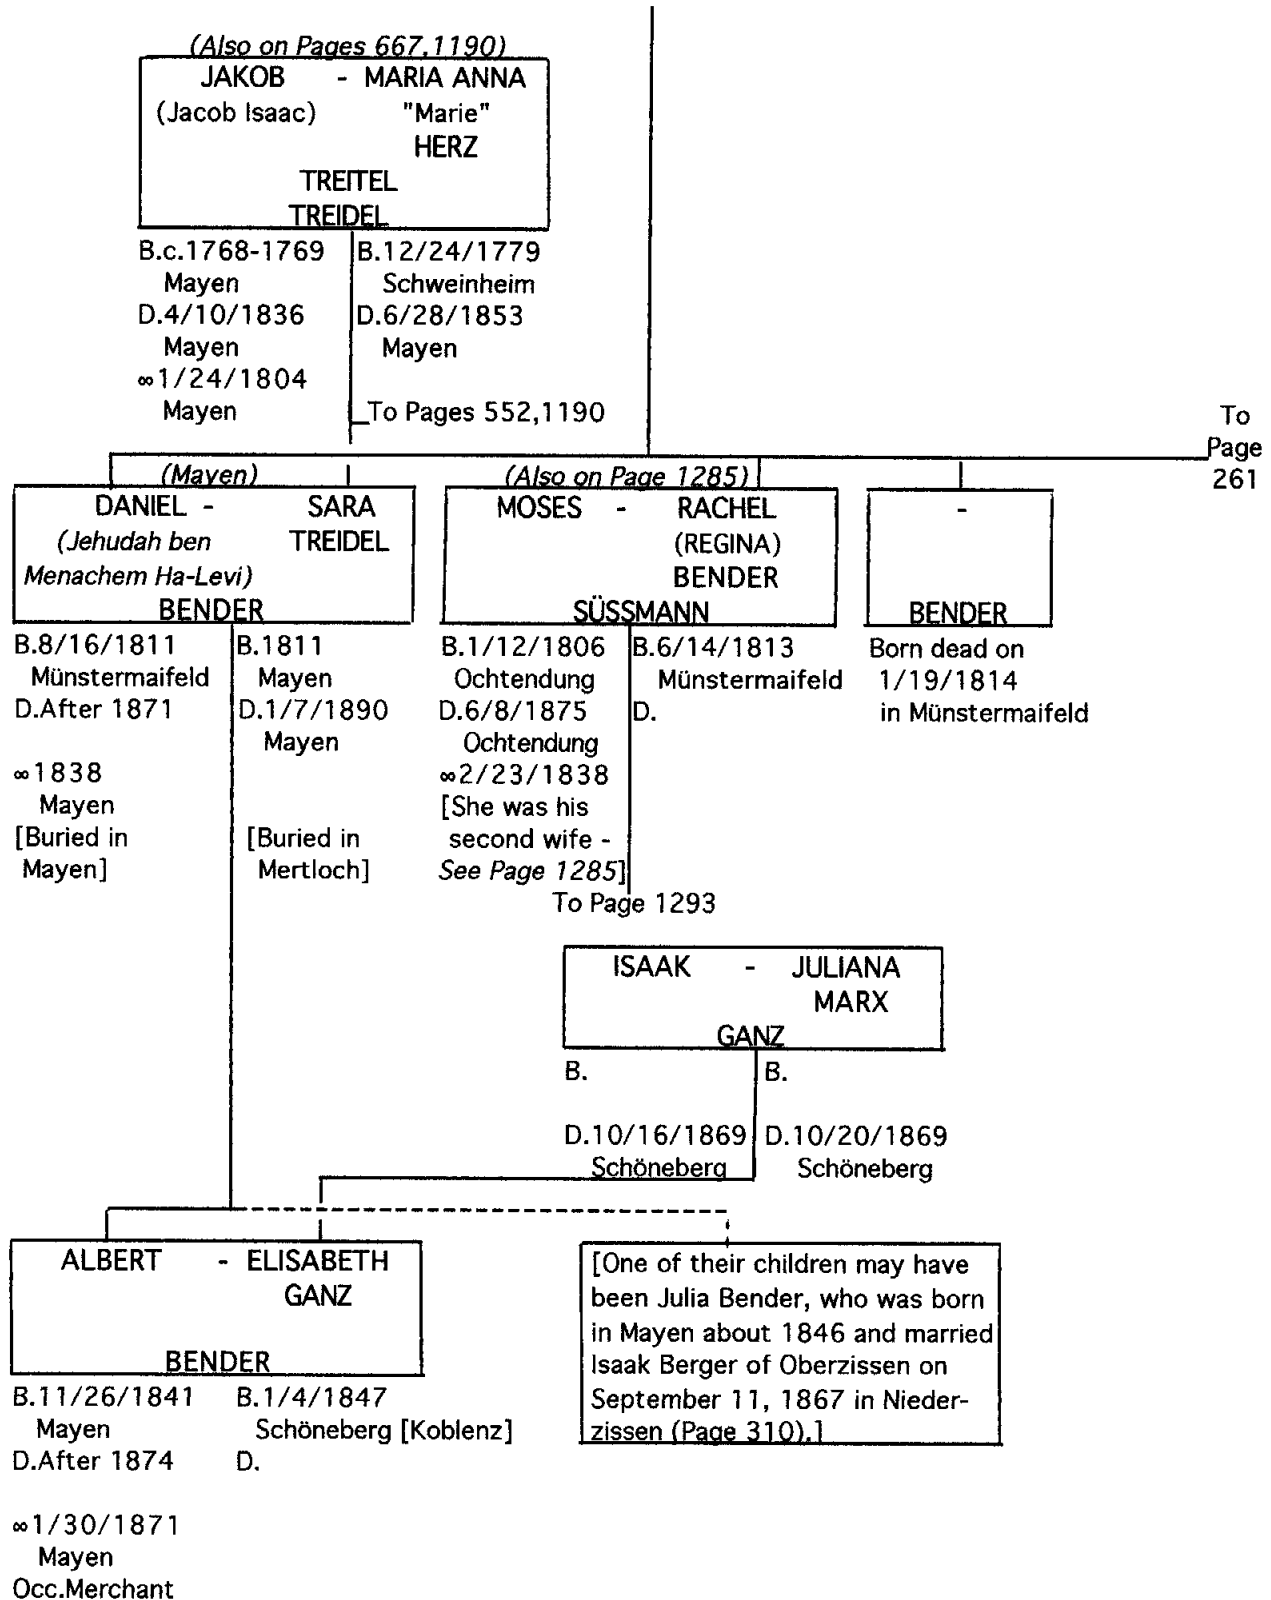 (Also on Pages 667,1190)
JAKOB - MARIA ANNA
(Jacob Isaac) "Marie"
HERZ
TREITEL
TREIDEL
B.c.1768-1769 B.12/24/1779
Mayen Schweinheim
D.4/10/1836 D.6/28/1853
Mayen Mayen
∞1/24/1804
Mayen To Pages 552,1190
To
Page
261
(Mayen)
DANIEL - SARA
(Jehudah ben TREIDEL
Menachem Ha-Levi)
BENDER
B.8/16/1811 B.1811
Münstermaifeld Mayen
D.After 1871 D.1/7/1890
Mayen
∞1838
Mayen
[Buried in [Buried in
Mayen] Mertloch]
(Also on Page 1285)
MOSES - RACHEL
(REGINA)
BENDER
SÜSSMANN
B.1/12/1806 B.6/14/1813
Ochtendung Münstermaifeld
D.6/8/1875 D.
Ochtendung
∞2/23/1838
[She was his
second wife -
See Page 1285]
To Page 1293
-
BENDER
Born dead on
1/19/1814
in Münstermaifeld
ISAAK - JULIANA
MARX
GANZ
B. B.
D.10/16/1869 D.10/20/1869
Schöneberg Schöneberg
ALBERT - ELISABETH
GANZ
BENDER
B.11/26/1841 B.1/4/1847
Mayen Schöneberg [Koblenz]
D.After 1874 D.
∞1/30/1871
Mayen
Occ.Merchant
[One of their children may have
been Julia Bender, who was born
in Mayen about 1846 and married
Isaak Berger of Oberzissen on
September 11, 1867 in Nieder-
zissen (Page 310).]